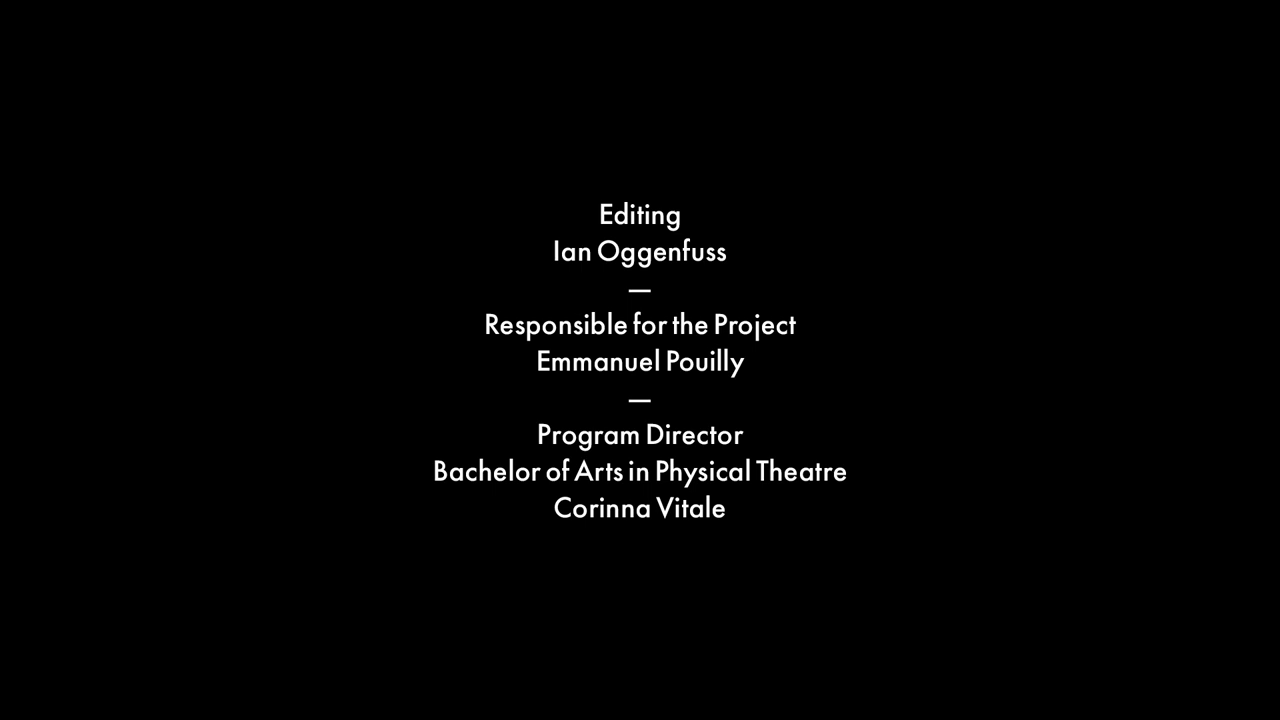 Editing
Ian Oggenfuss
—
Responsible for the Project
Emmanuel Pouilly
—
Program Director
Bachelor of Arts in Physical Theatre
Corinna Vitale